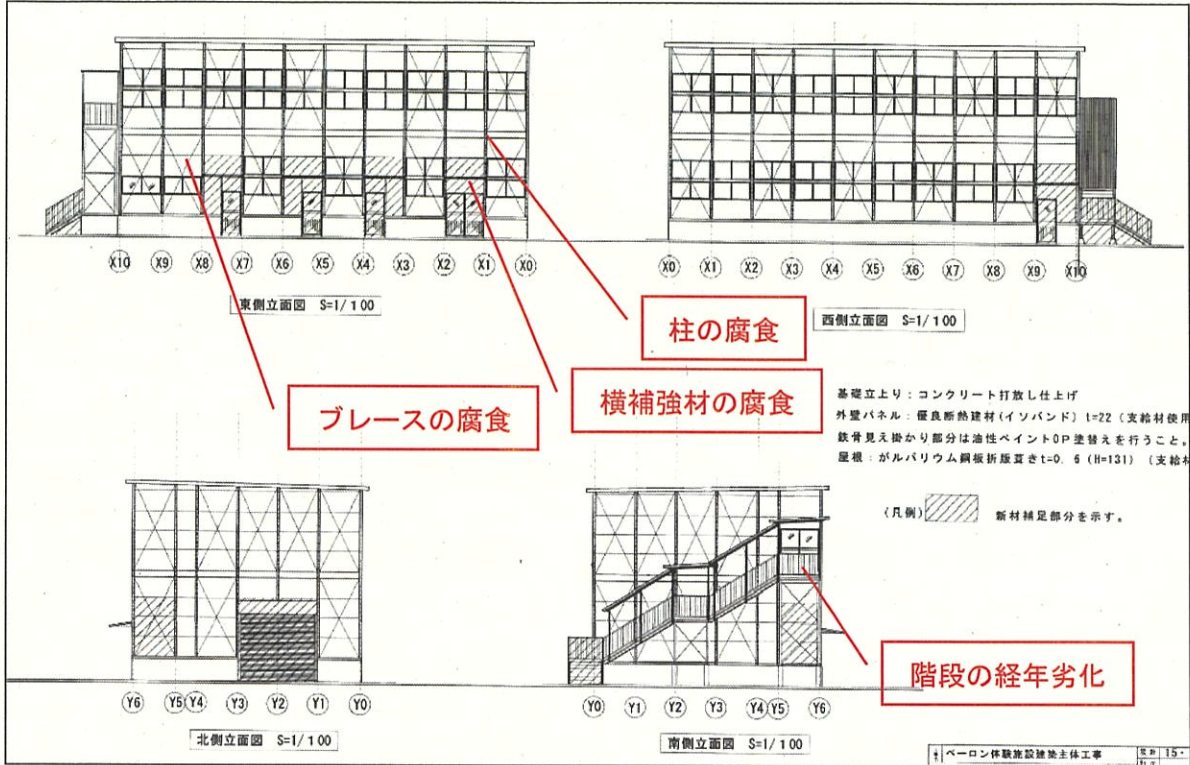 X10 X9 X8 X7 X6 X5 X4 X3 X2 X1 X0
東側立面図 S=1/100
X0 X1 X2 X3 X4 X5 X6 X7 X8 X9 X10
西側立面図 S=1/100
柱の腐食
横補強材の腐食
ブレースの腐食
基礎立上り：コンクリート打放し仕上げ
外壁パネル：優良断熱建材(イソバンド) t=22 (支給材使用
鉄骨見え掛かり部分は油性ペイントOP塗替えを行うこと。
屋根：がルバリウム鋼板折版葺きt=0.6 (H=131) (支給材
(凡例) 新材補足部分を示す。
階段の経年劣化
Y6 Y5 Y4 Y3 Y2 Y1 Y0
北側立面図 S=1/100
Y0 Y1 Y2 Y3 Y4 Y5 Y6
南側立面図 S=1/100
ペーロン体験施設建築主体工事
15・